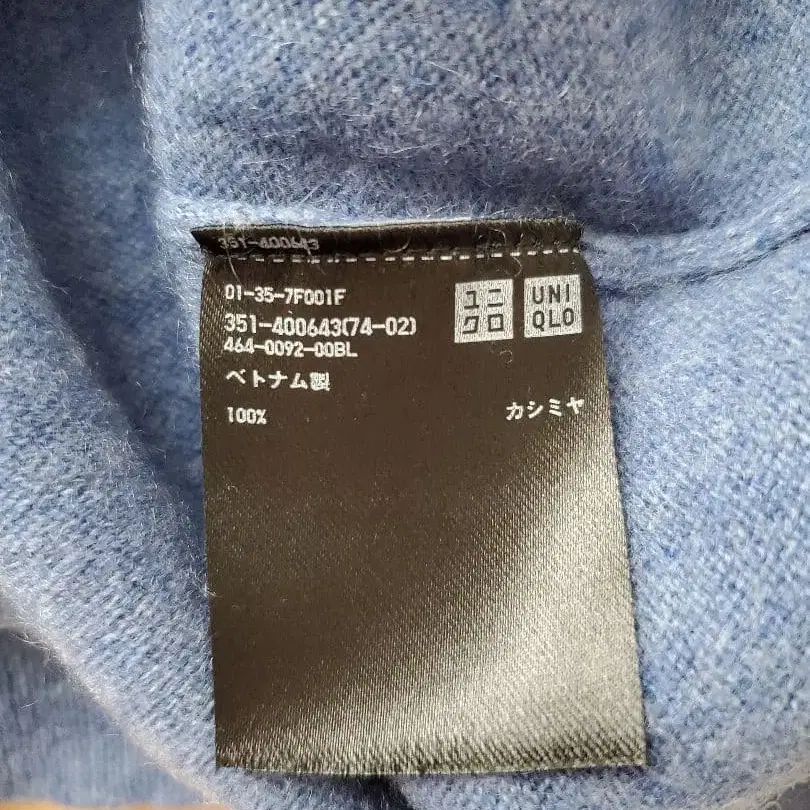 351-400643
01-35-7F001F
351-400643(74-02)
464-0092-00BL
ユニ
クロ
UNI
QLO
ベトナム製
100% カシミヤ